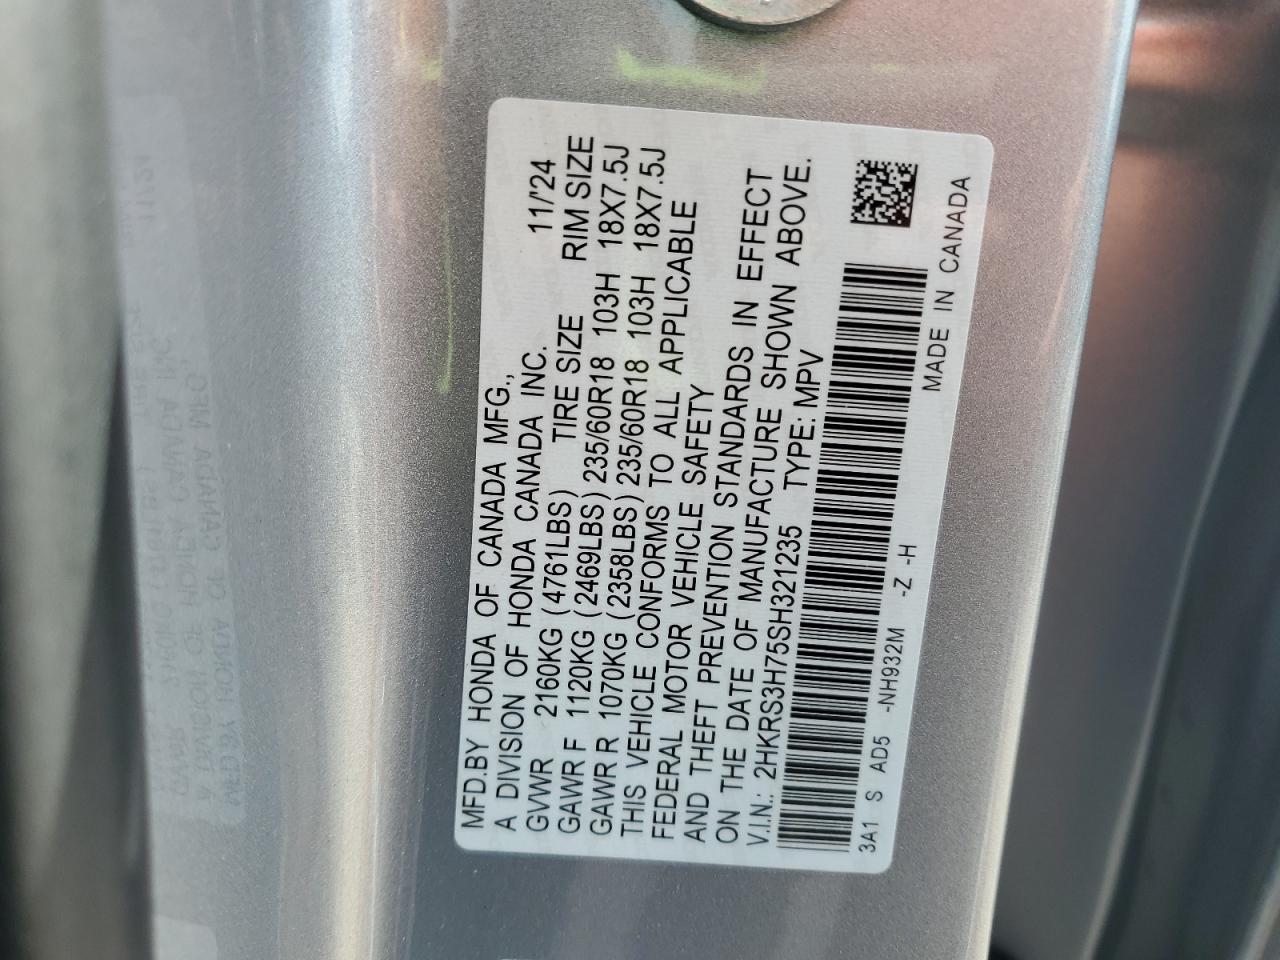 MFD.BY HONDA OF CANADA MFG.,
A DIVISION OF HONDA CANADA INC. 11/'24
GVWR 2160KG (4761LBS) TIRE SIZE RIM SIZE
GAWR F 1120KG (2469LBS) 235/60R18 103H 18X7.5J
GAWR R 1070KG (2358LBS) 235/60R18 103H 18X7.5J
THIS VEHICLE CONFORMS TO ALL APPLICABLE
FEDERAL MOTOR VEHICLE SAFETY
AND THEFT PREVENTION STANDARDS IN EFFECT
ON THE DATE OF MANUFACTURE SHOWN ABOVE.
V.I.N.: 2HKRS3H75SH321235 TYPE: MPV
3A1 S AD5 -NH932M -Z -H
MADE IN CANADA